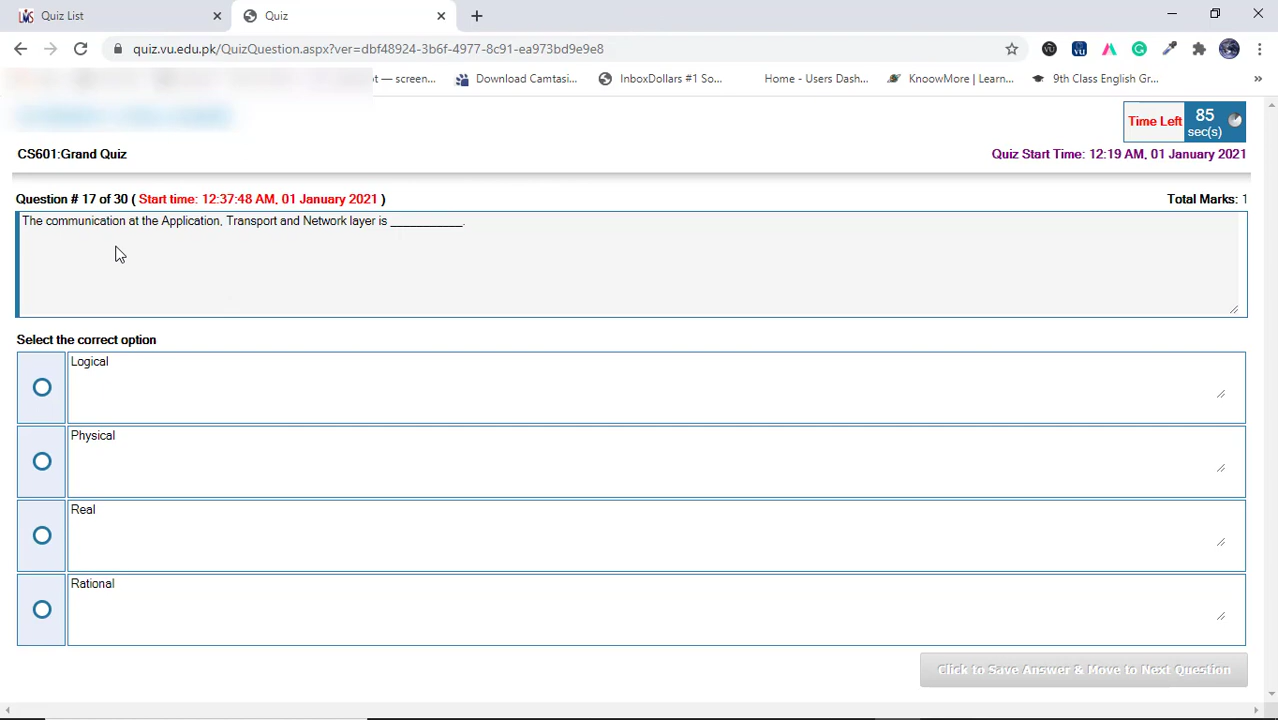 Quiz List
Quiz
quiz.vu.edu.pk/QuizQuestion.aspx?ver=dbf48924-3b6f-4977-8c91-ea973bd9e9e8
ot — screen...
Download Camtasi...
InboxDollars #1 So...
Home - Users Dash...
KnoowMore | Learn...
9th Class English Gr...
»
Time Left
85
sec(s)
CS601:Grand Quiz
Quiz Start Time: 12:19 AM, 01 January 2021
Question # 17 of 30 ( Start time: 12:37:48 AM, 01 January 2021 )
Total Marks: 1
The communication at the Application, Transport and Network layer is ____________.
Select the correct option
Logical
Physical
Real
Rational
Click to Save Answer & Move to Next Question